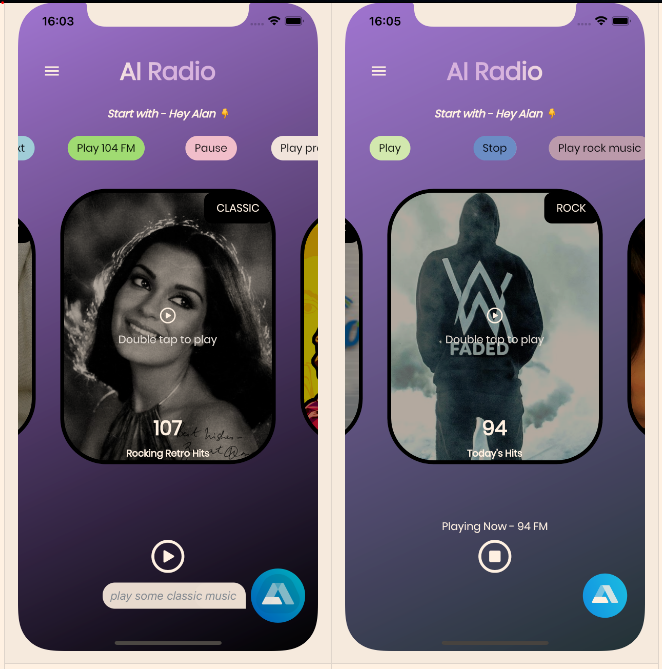 16:03
AI Radio
Start with - Hey Alan 👇
xt
Play 104 FM
Pause
Play pr
CLASSIC
Double tap to play
107
Rocking Retro Hits
play some classic music
16:05
AI Radio
Start with - Hey Alan 👇
Play
Stop
Play rock music
ROCK
FADED
Double tap to play
94
Today's Hits
Playing Now - 94 FM